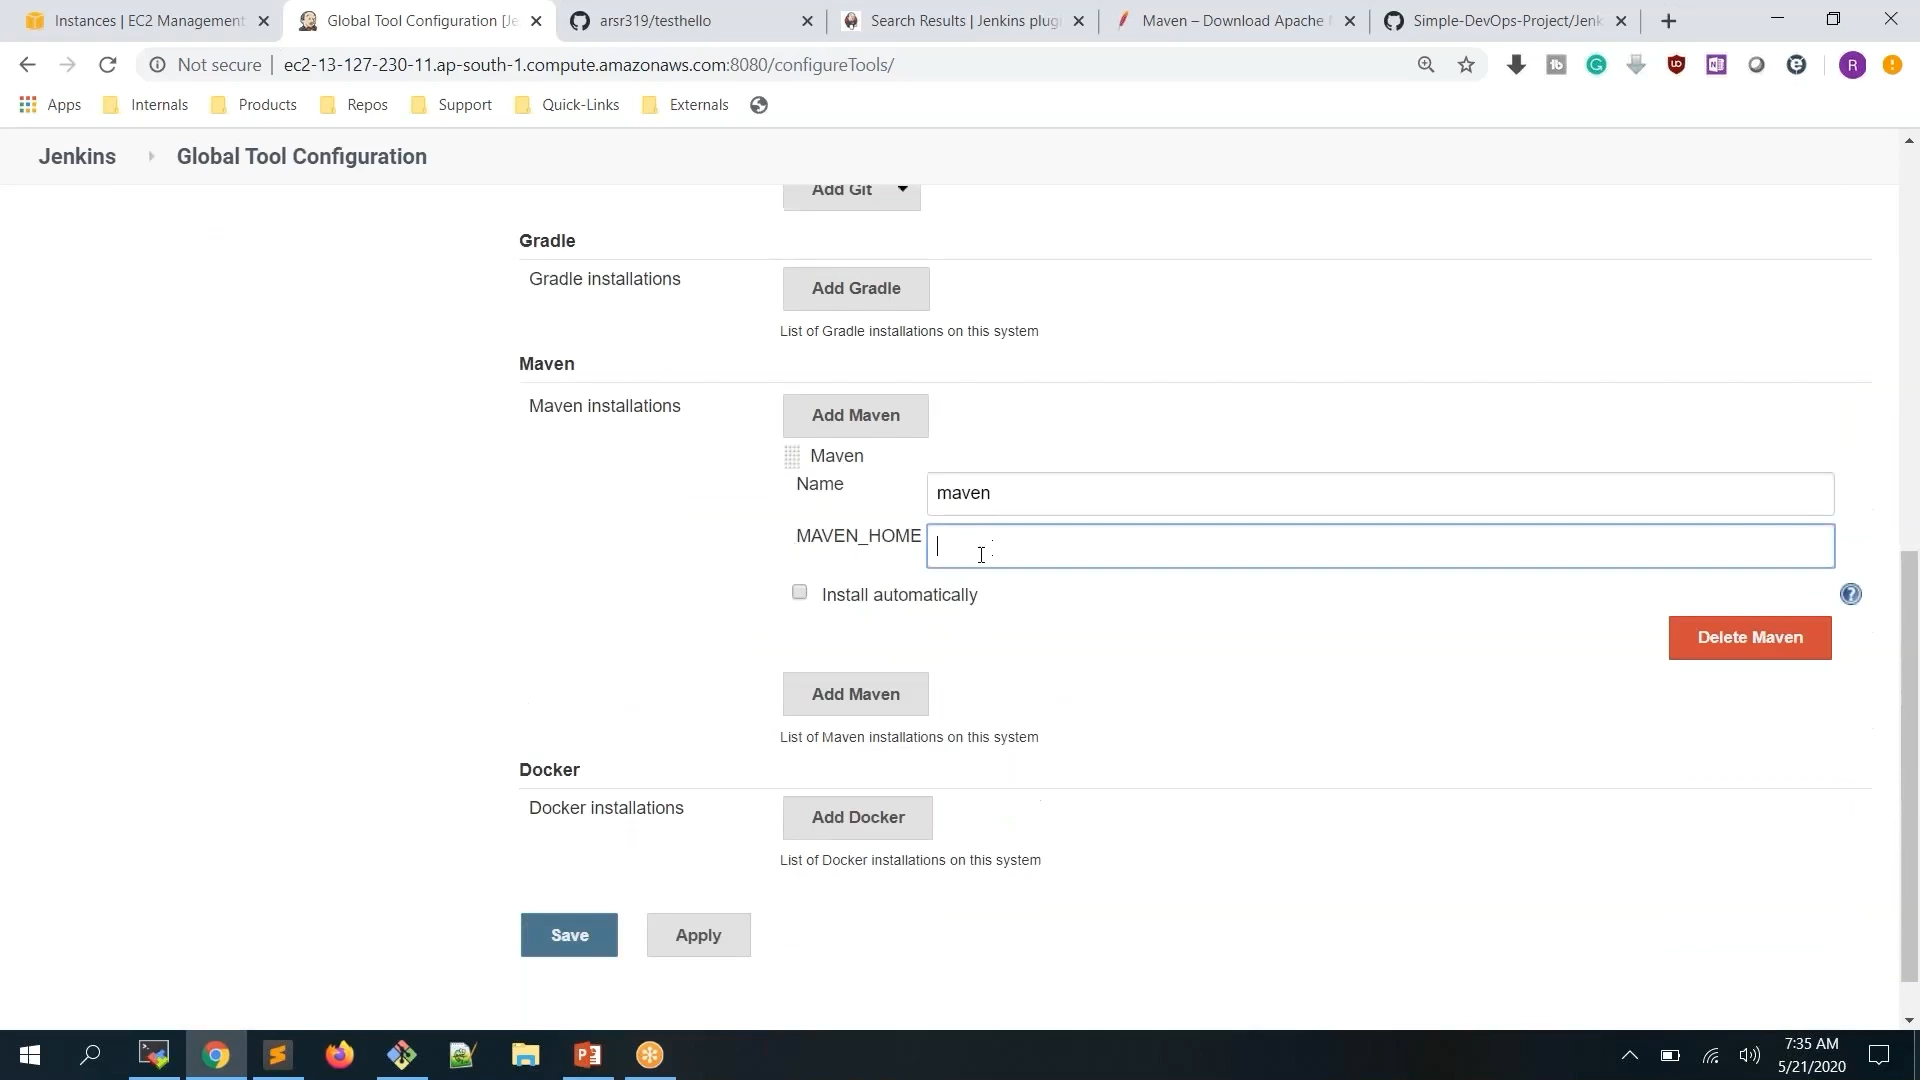 Instances | EC2 Management
Global Tool Configuration [Je
arsr319/testhello
Search Results | Jenkins plug
Maven – Download Apache
Simple-DevOps-Project/Jenk
Not secure
ec2-13-127-230-11.ap-south-1.compute.amazonaws.com:8080/configureTools/
R
Apps
Internals
Products
Repos
Support
Quick-Links
Externals
Jenkins
Global Tool Configuration
Add Git
Gradle
Gradle installations
Add Gradle
List of Gradle installations on this system
Maven
Maven installations
Add Maven
Maven
Name
maven
MAVEN_HOME
Install automatically
Delete Maven
Add Maven
List of Maven installations on this system
Docker
Docker installations
Add Docker
List of Docker installations on this system
Save
Apply
7:35 AM
5/21/2020